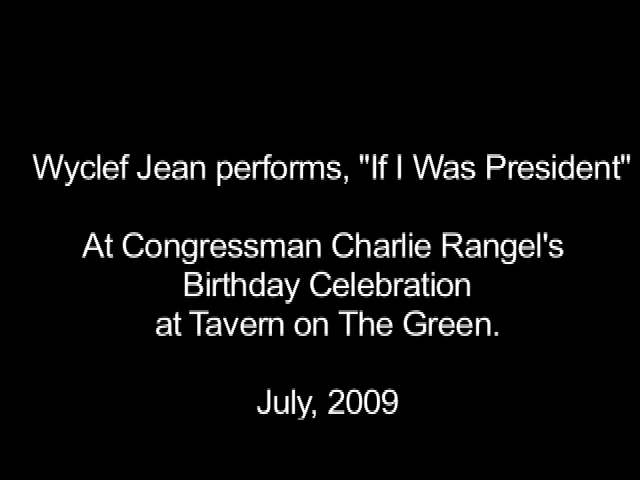 Wyclef Jean performs, "If I Was President"
At Congressman Charlie Rangel's
Birthday Celebration
at Tavern on The Green.
July, 2009